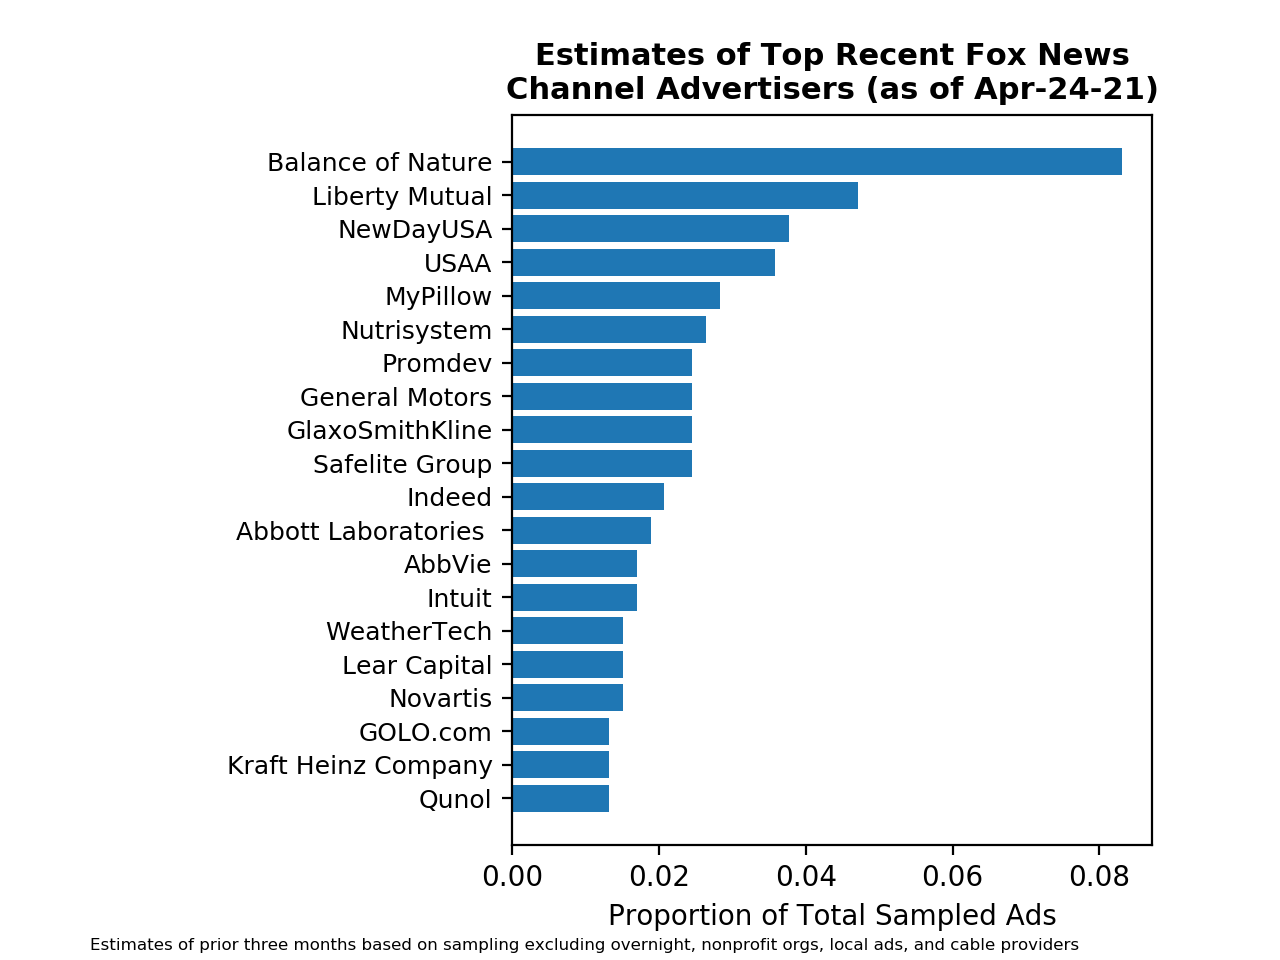 Estimates of Top Recent Fox News
Channel Advertisers (as of Apr-24-21)
Balance of Nature
Liberty Mutual
NewDayUSA
USAA
MyPillow
Nutrisystem
Promdev
General Motors
GlaxoSmithKline
Safelite Group
Indeed
Abbott Laboratories
AbbVie
Intuit
WeatherTech
Lear Capital
Novartis
GOLO.com
Kraft Heinz Company
Qunol
0.00 0.02 0.04 0.06 0.08
Proportion of Total Sampled Ads
Estimates of prior three months based on sampling excluding overnight, nonprofit orgs, local ads, and cable providers